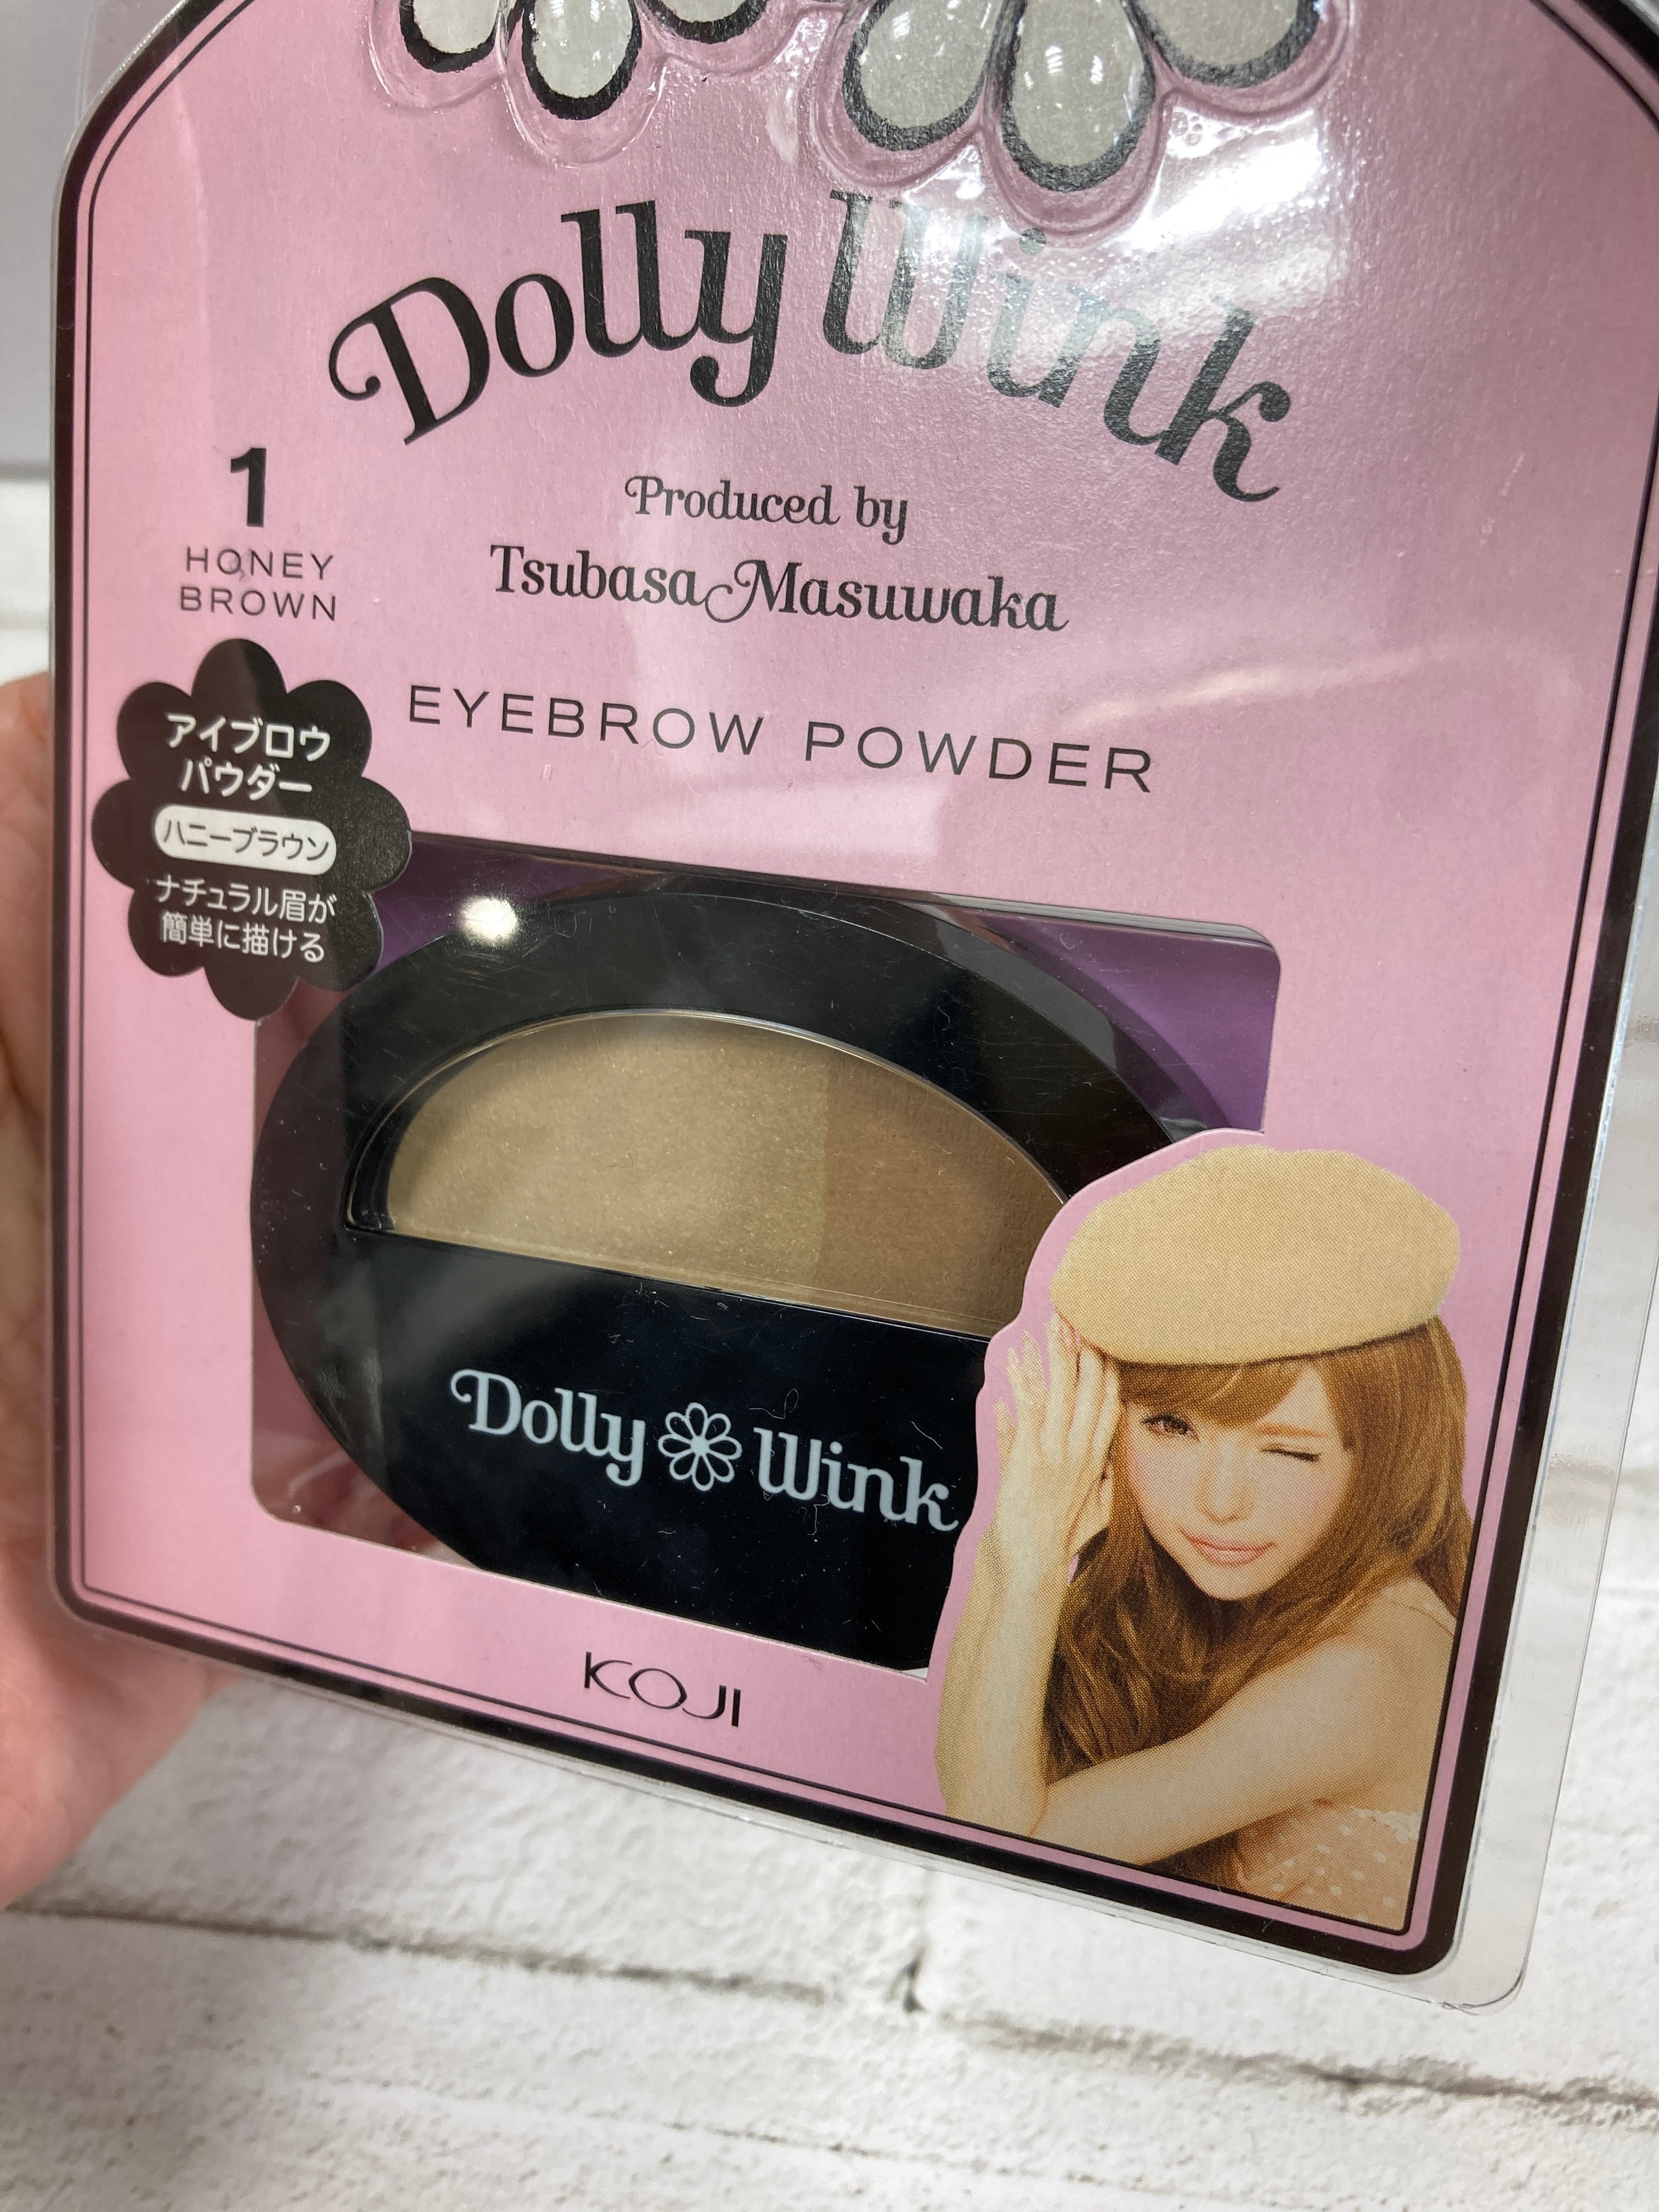 Dolly Wink
Produced by
Tsubasa Masuwaka
1
HONEY
BROWN
EYEBROW POWDER
アイブロウ
パウダー
ハニーブラウン
ナチュラル眉が
簡単に描ける
Dolly Wink
KOJI